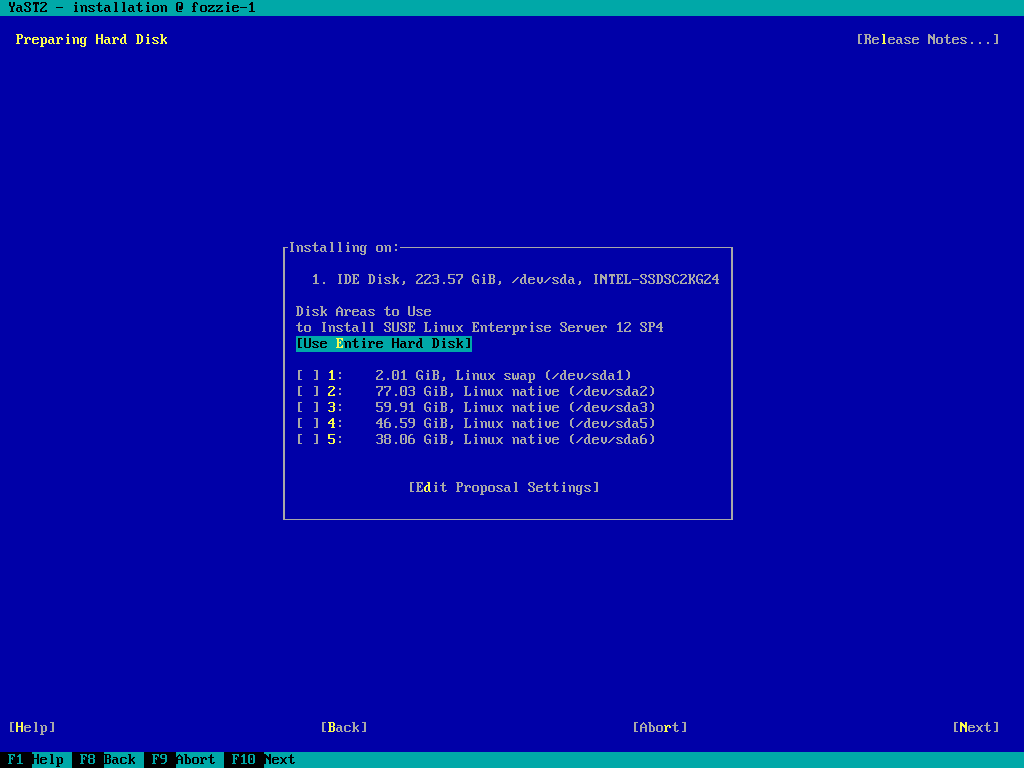 YaST2 - installation @ fozzie-1
Preparing Hard Disk [Release Notes...]
Installing on:
1. IDE Disk, 223.57 GiB, /dev/sda, INTEL-SSDSC2KG24
Disk Areas to Use
to Install SUSE Linux Enterprise Server 12 SP4
[Use Entire Hard Disk]
[ ] 1: 2.01 GiB, Linux swap (/dev/sda1)
[ ] 2: 77.03 GiB, Linux native (/dev/sda2)
[ ] 3: 59.91 GiB, Linux native (/dev/sda3)
[ ] 4: 46.59 GiB, Linux native (/dev/sda5)
[ ] 5: 38.06 GiB, Linux native (/dev/sda6)
[Edit Proposal Settings]
[Help] [Back] [Abort] [Next]
F1 Help F8 Back F9 Abort F10 Next